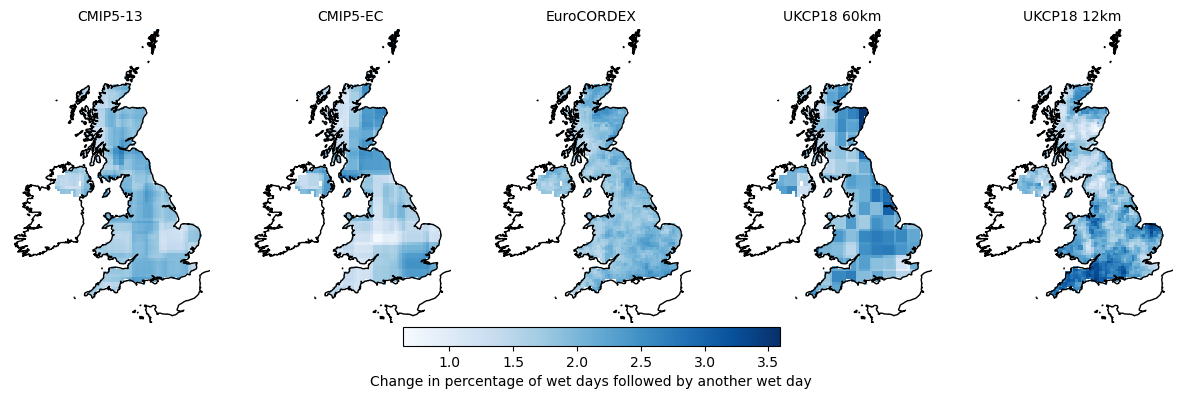 CMIP5-13
CMIP5-EC
EuroCORDEX
UKCP18 60km
UKCP18 12km
1.0
1.5
2.0
2.5
3.0
3.5
Change in percentage of wet days followed by another wet day